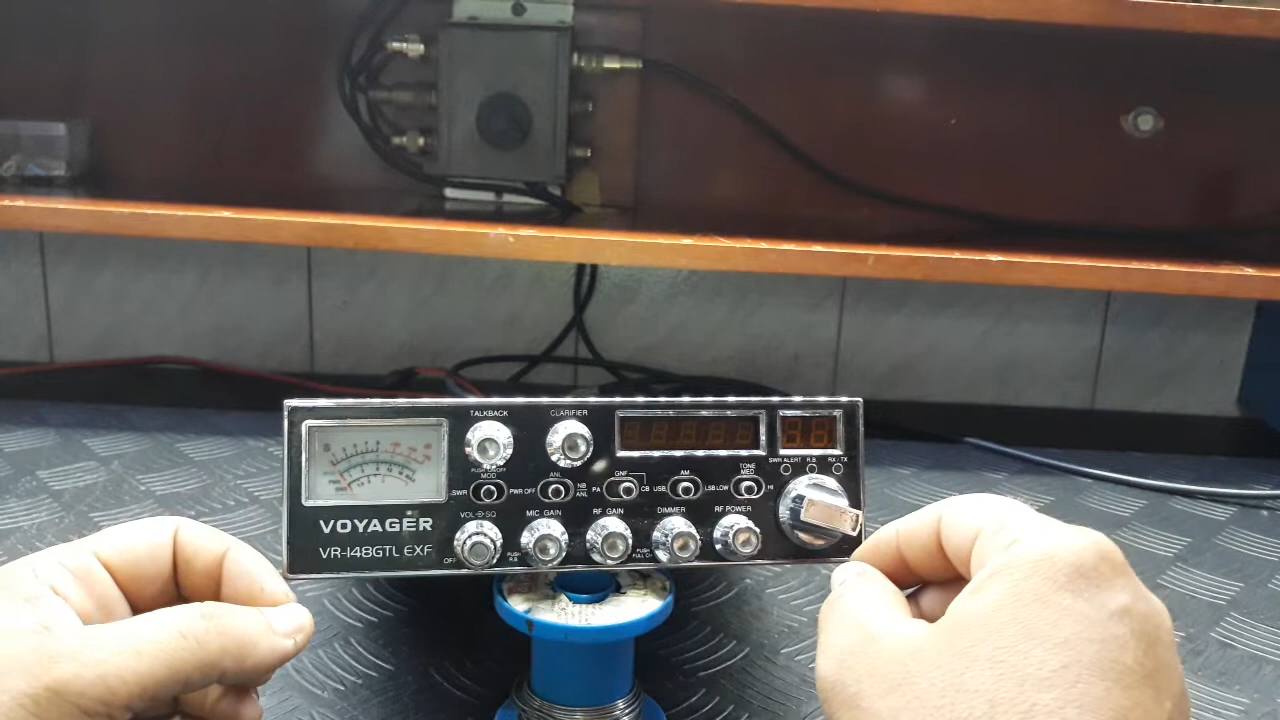 TALKBACK
CLARIFIER
PUSH ON/OFF
MOD
SWR
ANL
PWR OFF
NB
ANL
GNF
PA
CB
AM
USB
LSB
TONE
MED
LOW
HI
SWR ALERT
R.B.
RX / TX
VOYAGER
VR-148GTL EXF
VOL
SQ
OFF
MIC GAIN
PUSH
R.B.
RF GAIN
DIMMER
PUSH
FULL CH
RF POWER